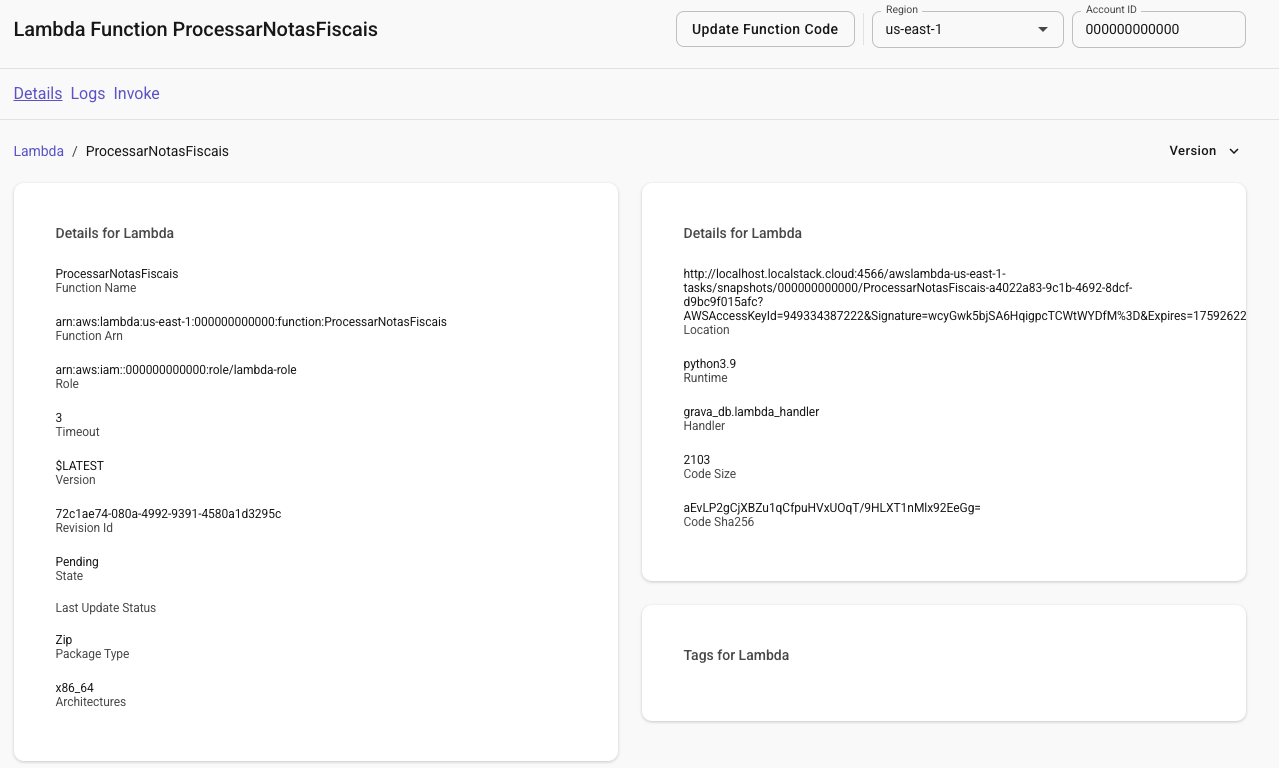 Lambda Function ProcessarNotasFiscais
Update Function Code
Region
us-east-1
Account ID
000000000000
Details Logs Invoke
Lambda / ProcessarNotasFiscais
Version
Details for Lambda
ProcessarNotasFiscais
Function Name
arn:aws:lambda:us-east-1:000000000000:function:ProcessarNotasFiscais
Function Arn
arn:aws:iam::000000000000:role/lambda-role
Role
3
Timeout
$LATEST
Version
72c1ae74-080a-4992-9391-4580a1d3295c
Revision Id
Pending
State
Last Update Status
Zip
Package Type
x86_64
Architectures
Details for Lambda
http://localhost.localstack.cloud:4566/awslambda-us-east-1-
tasks/snapshots/000000000000/ProcessarNotasFiscais-a4022a83-9c1b-4692-8dcf-
d9bc9f015afc?
AWSAccessKeyId=949334387222&Signature=wcyGwk5bjSA6HqigpcTCWtWYDfM%3D&Expires=17592622
Location
python3.9
Runtime
grava_db.lambda_handler
Handler
2103
Code Size
aEvLP2gCjXBZu1qCfpuHVxUOqT/9HLXT1nMlx92EeGg=
Code Sha256
Tags for Lambda